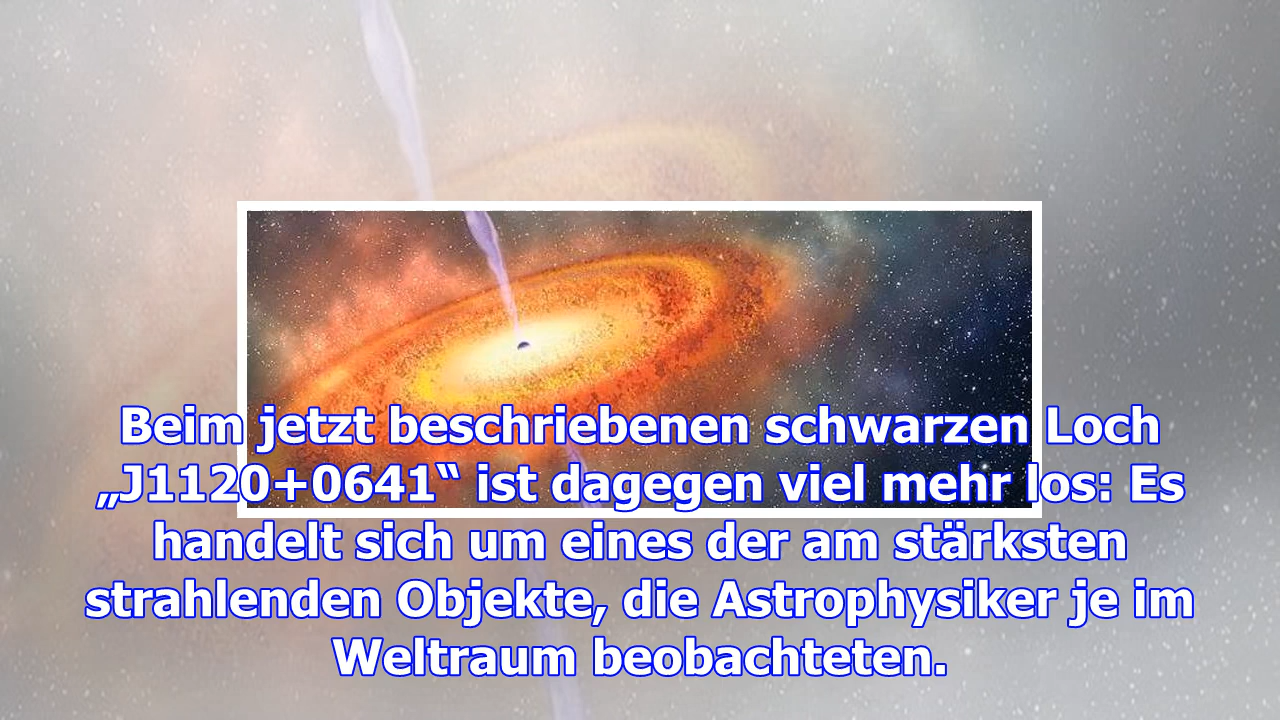 Beim jetzt beschriebenen schwarzen Loch
„J1120+0641“ ist dagegen viel mehr los: Es
handelt sich um eines der am stärksten
strahlenden Objekte, die Astrophysiker je im
Weltraum beobachteten.